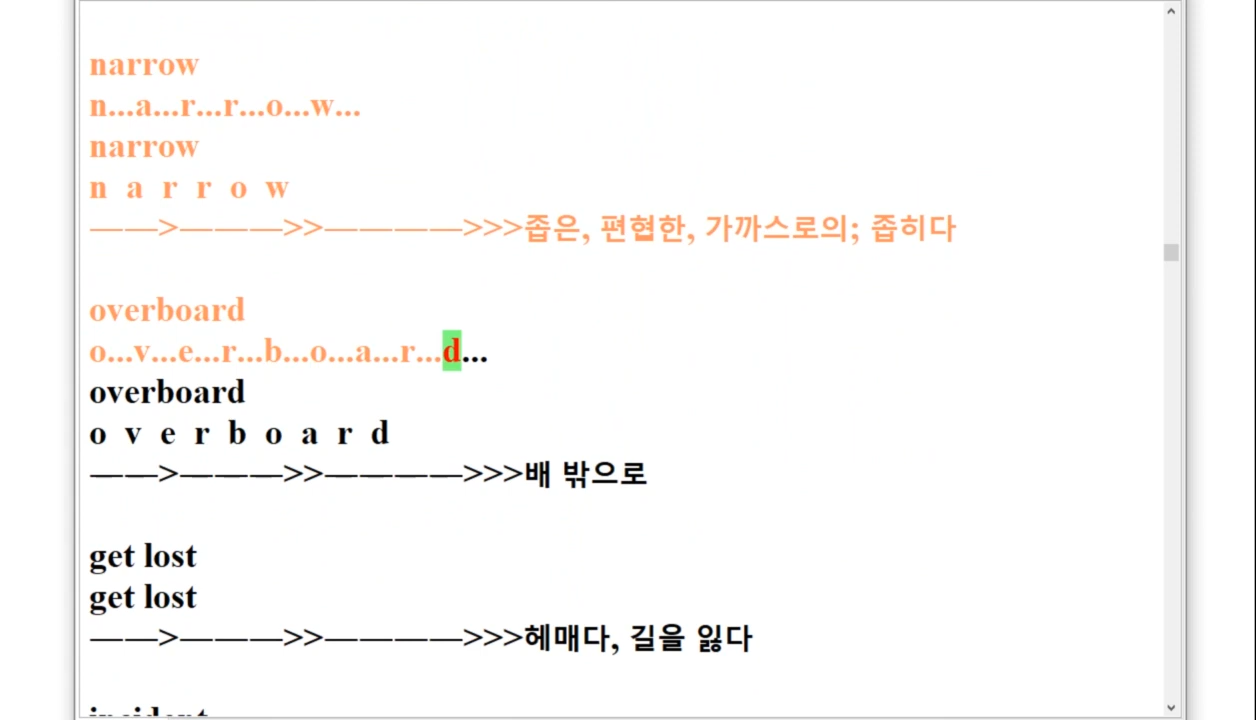 narrow
n...a...r...r...o...w...
narrow
n a r r o w
——>———>>————>>>좁은, 편협한, 가까스로의; 좁히다
overboard
o...v...e...r...b...o...a...r...d...
overboard
o v e r b o a r d
——>———>>————>>>배 밖으로
get lost
get lost
——>———>>————>>>헤매다, 길을 잃다